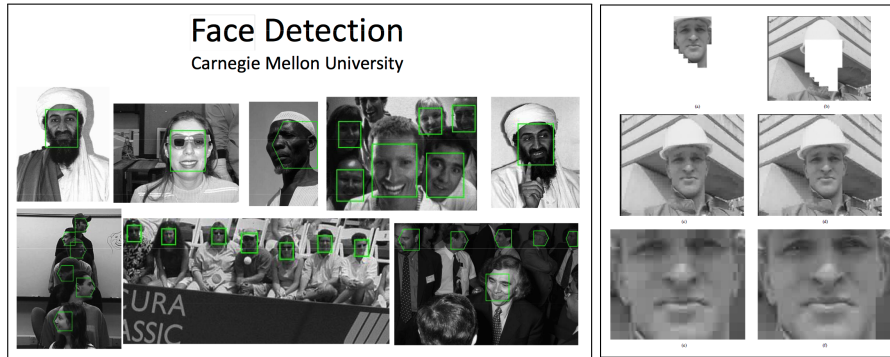 Face Detection
Carnegie Mellon University
CURA
ASSIC
(a)
(b)
(c)
(d)
(e)
(f)